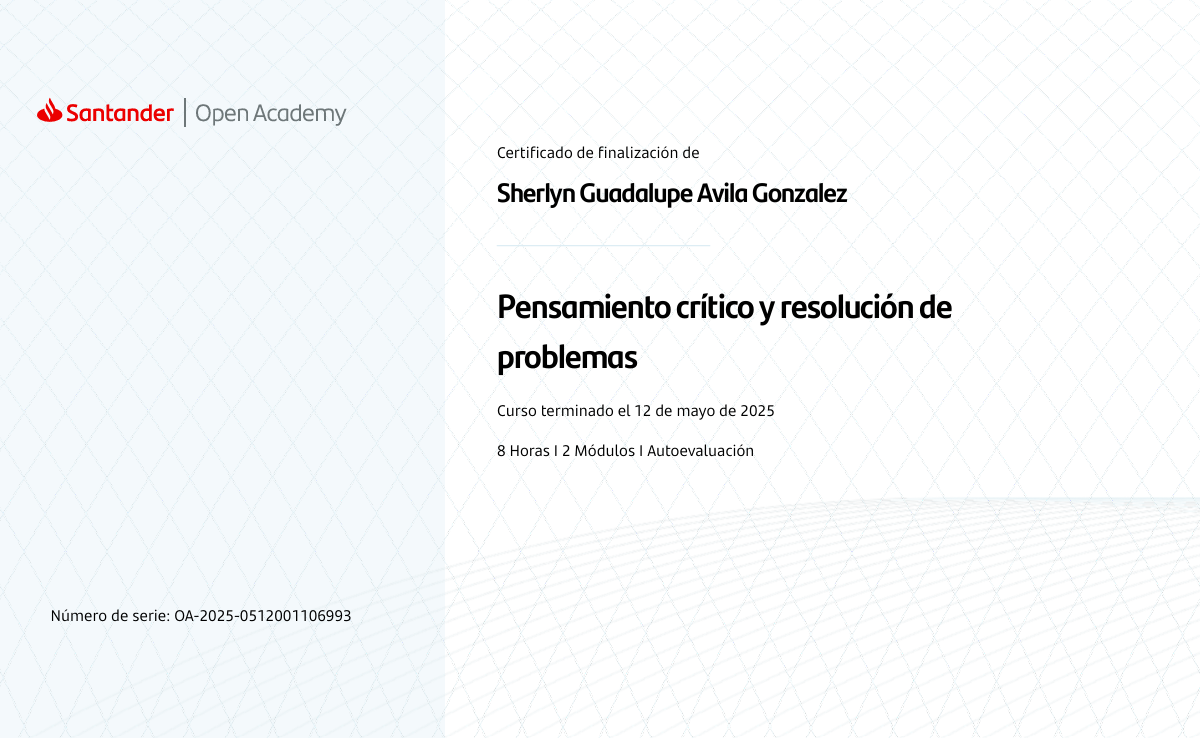 Santander | Open Academy
Certificado de finalización de
Sherlyn Guadalupe Avila Gonzalez
Pensamiento crítico y resolución de
problemas
Curso terminado el 12 de mayo de 2025
8 Horas I 2 Módulos I Autoevaluación
Número de serie: OA-2025-0512001106993